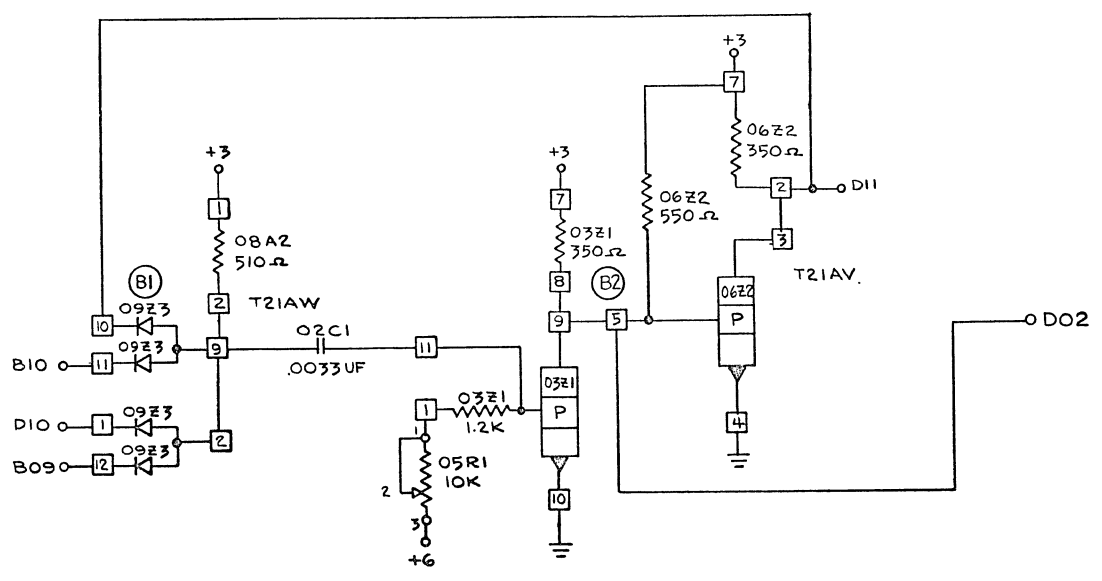 +3
7
06Z2
350Ω
2
D11
06Z2
550Ω
3
T21AV.
06Z2
P
4
+3
1
08A2
510Ω
2
T21AW
B1
09Z3
10
09Z3
B10
11
9
02C1
.0033UF
11
D10
1
09Z3
2
B09
12
09Z3
+3
7
03Z1
350Ω
8
B2
9
5
D02
03Z1
P
10
1
03Z1
1.2K
1
05R1
10K
2
3
+6